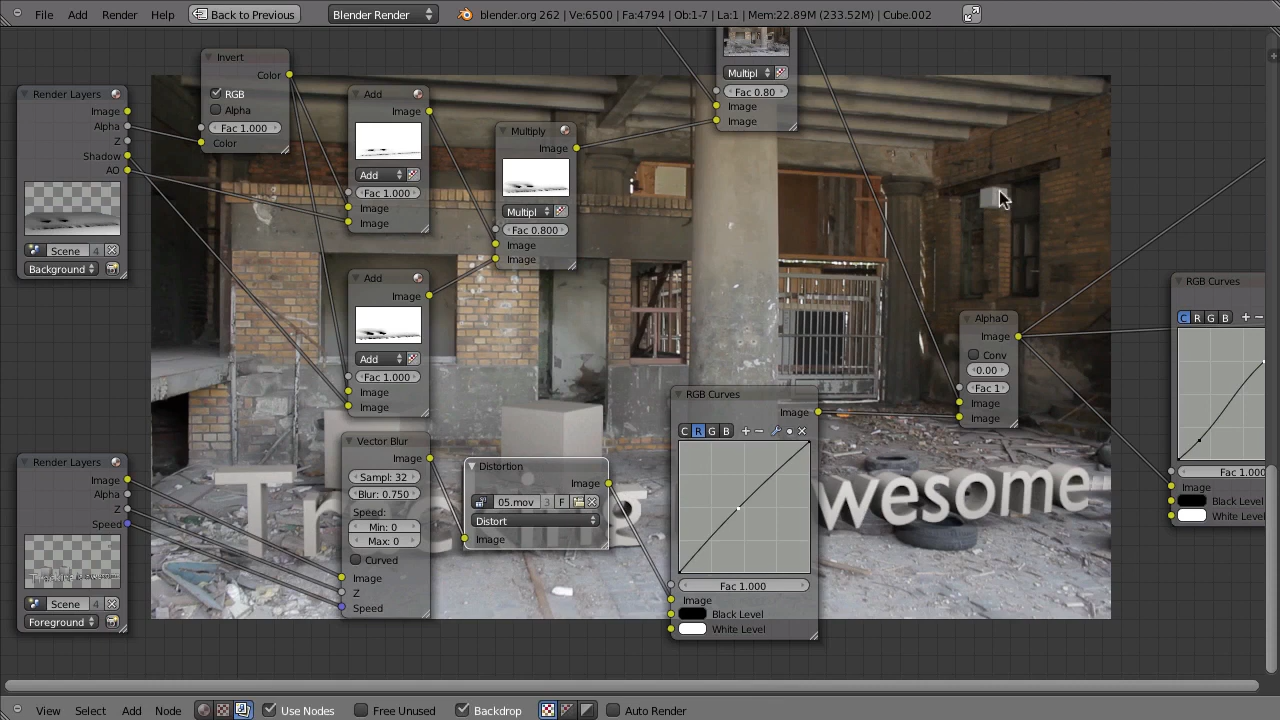 File Add Render Help Back to Previous Blender Render blender.org 262 | Ve:6500 | Fa:4794 | Ob:1-7 | La:1 | Mem:22.89M (233.52M) | Cube.002
Invert
Color
RGB
Alpha
Fac 1.000
Color
Render Layers
Image
Alpha
Z
Shadow
AO
Scene 4
Background
Add
Image
Add
Fac 1.000
Image
Image
Multiply
Image
Multipl
Fac 0.800
Image
Image
Multipl
Fac 0.80
Image
Image
Add
Image
Add
Fac 1.000
Image
Image
AlphaO
Image
Conv
0.00
Fac 1
Image
Image
RGB Curves
C R G B
Fac 1.000
Image
Black Level
White Level
Render Layers
Image
Alpha
Z
Speed
Scene 4
Foreground
Vector Blur
Image
Sampl: 32
Blur: 0.750
Speed:
Min: 0
Max: 0
Curved
Image
Z
Speed
Distortion
Image
05.mov 3 F
Distort
Image
RGB Curves
Image
C R G B
Fac 1.000
Image
Black Level
White Level
View Select Add Node Use Nodes Free Unused Backdrop Auto Render